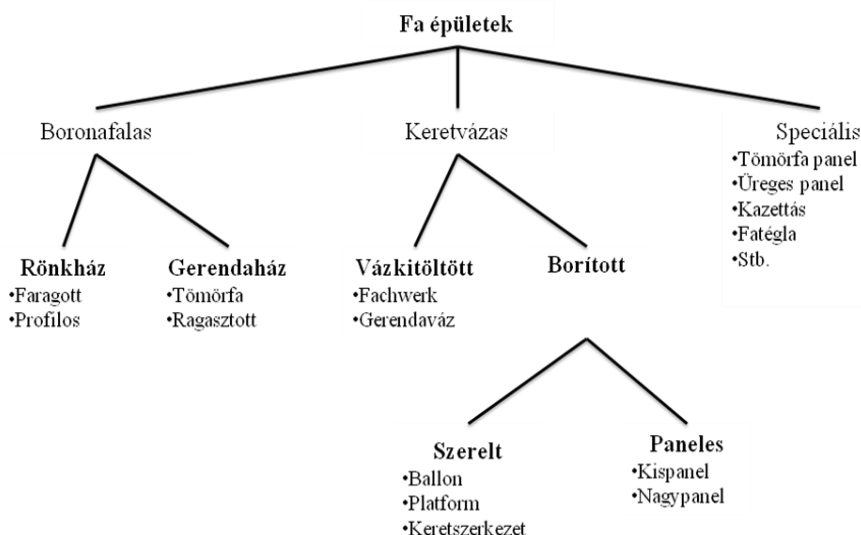 Fa épületek
Boronafalas
Keretvázas
Speciális
•Tömörfa panel
•Üreges panel
•Kazettás
•Fatégla
•Stb.
Rönkház
•Faragott
•Profilos
Gerendaház
•Tömörfa
•Ragasztott
Vázkitöltött
•Fachwerk
•Gerendaváz
Borított
Szerelt
•Ballon
•Platform
•Keretszerkezet
Paneles
•Kispanel
•Nagypanel